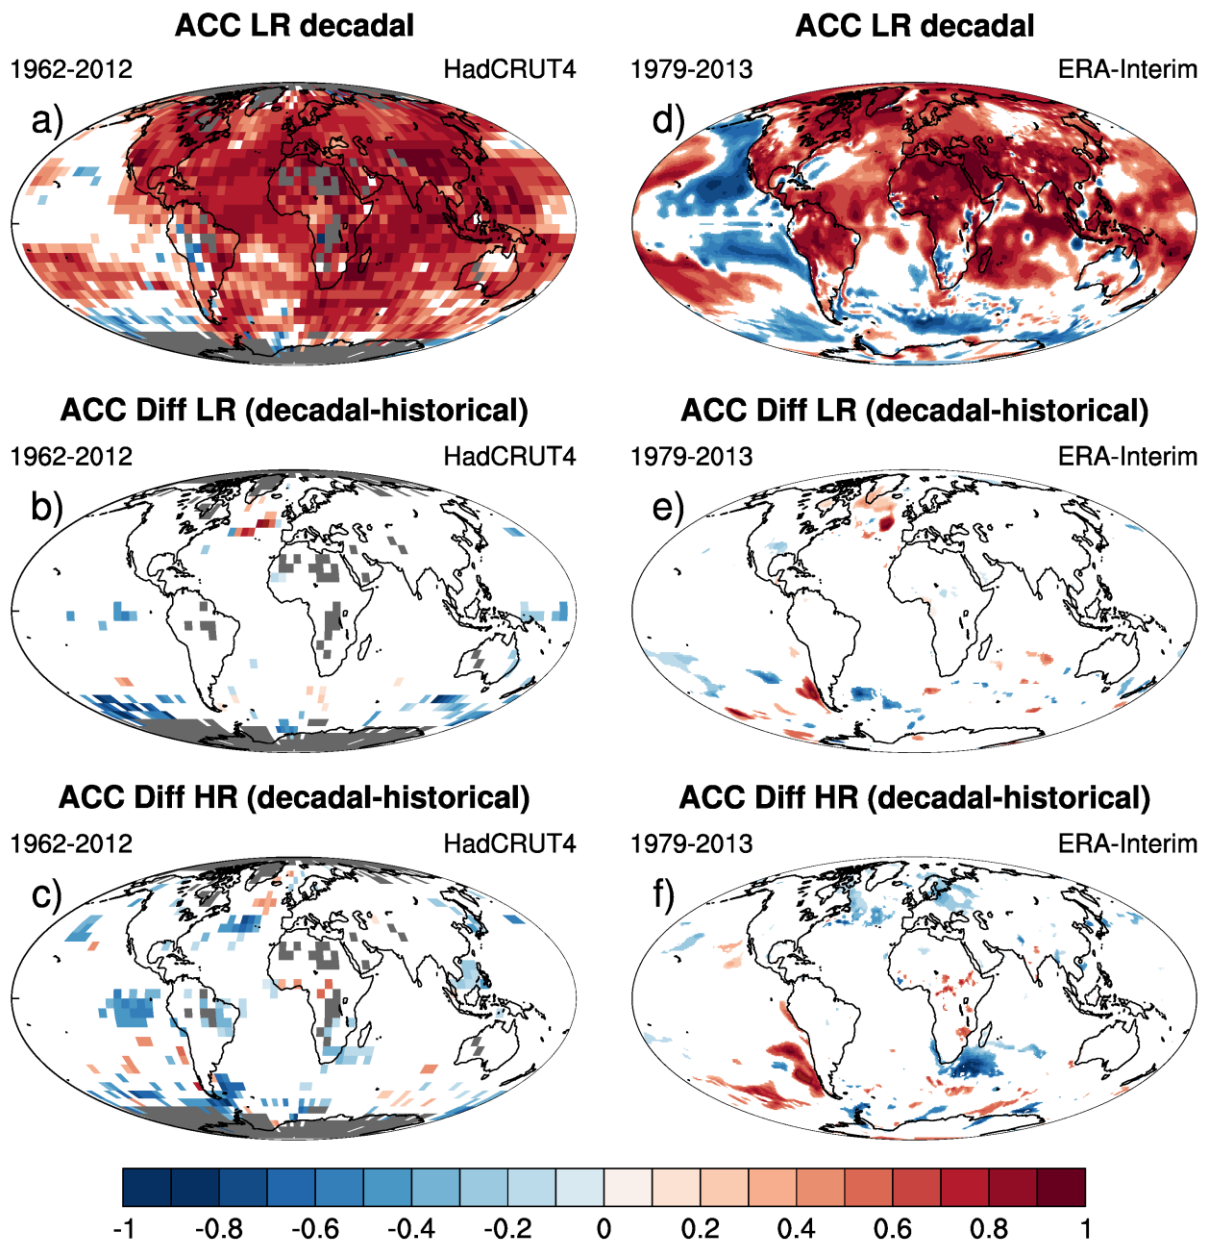 ACC LR decadal
1962-2012 HadCRUT4
a)
ACC LR decadal
1979-2013 ERA-Interim
d)
ACC Diff LR (decadal-historical)
1962-2012 HadCRUT4
b)
ACC Diff LR (decadal-historical)
1979-2013 ERA-Interim
e)
ACC Diff HR (decadal-historical)
1962-2012 HadCRUT4
c)
ACC Diff HR (decadal-historical)
1979-2013 ERA-Interim
f)
-1 -0.8 -0.6 -0.4 -0.2 0 0.2 0.4 0.6 0.8 1